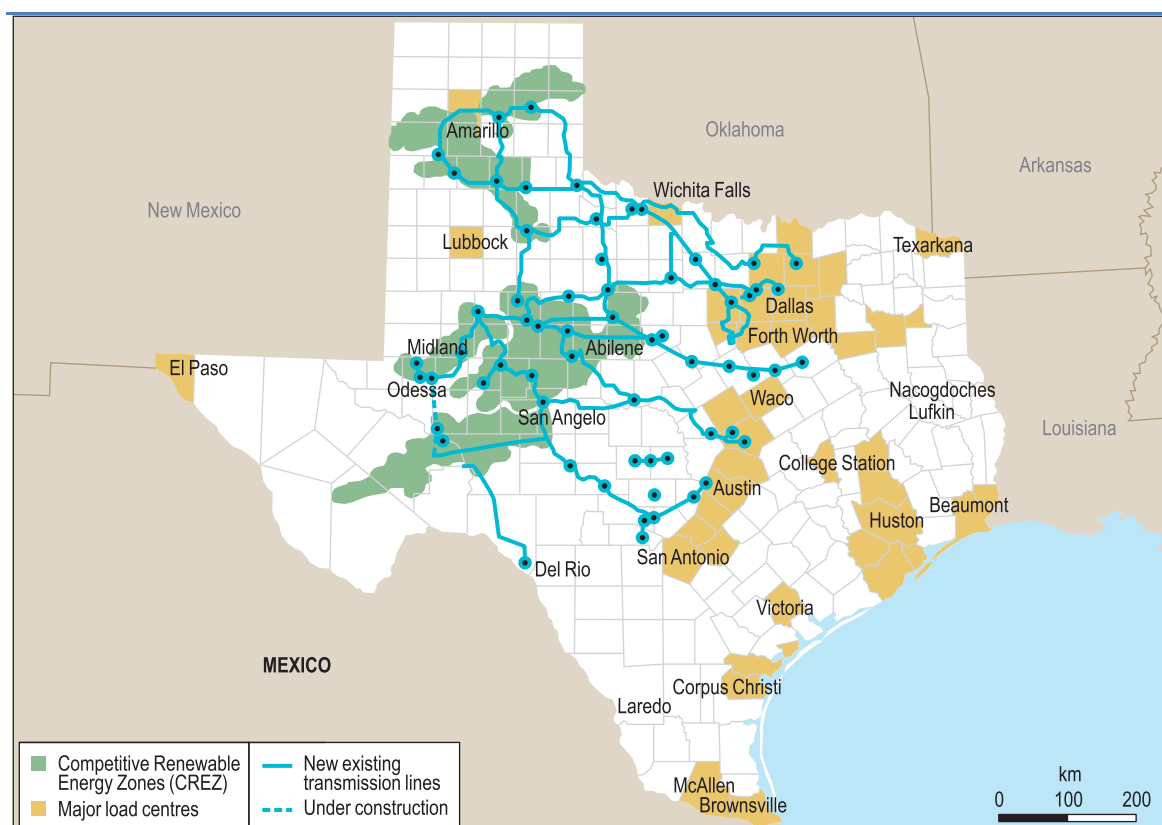 Oklahoma
Arkansas
New Mexico
Amarillo
Wichita Falls
Lubbock
Texarkana
Dallas
Forth Worth
Midland
Abilene
El Paso
Odessa
Nacogdoches
Lufkin
Waco
San Angelo
Louisiana
College Station
Austin
Beaumont
Huston
San Antonio
Del Rio
Victoria
MEXICO
Corpus Christi
Laredo
McAllen
Brownsville
Competitive Renewable
Energy Zones (CREZ)
Major load centres
New existing
transmission lines
Under construction
km
0 100 200